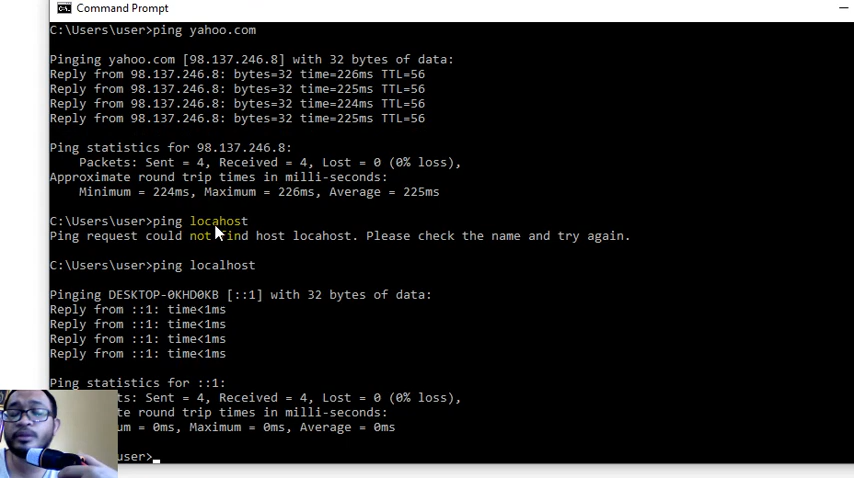 Command Prompt
C:\Users\user>ping yahoo.com
Pinging yahoo.com [98.137.246.8] with 32 bytes of data:
Reply from 98.137.246.8: bytes=32 time=226ms TTL=56
Reply from 98.137.246.8: bytes=32 time=225ms TTL=56
Reply from 98.137.246.8: bytes=32 time=224ms TTL=56
Reply from 98.137.246.8: bytes=32 time=225ms TTL=56
Ping statistics for 98.137.246.8:
Packets: Sent = 4, Received = 4, Lost = 0 (0% loss),
Approximate round trip times in milli-seconds:
Minimum = 224ms, Maximum = 226ms, Average = 225ms
C:\Users\user>ping locahost
Ping request could not find host locahost. Please check the name and try again.
C:\Users\user>ping localhost
Pinging DESKTOP-0KHD0KB [::1] with 32 bytes of data:
Reply from ::1: time<1ms
Reply from ::1: time<1ms
Reply from ::1: time<1ms
Reply from ::1: time<1ms
Ping statistics for ::1:
ts: Sent = 4, Received = 4, Lost = 0 (0% loss),
te round trip times in milli-seconds:
um = 0ms, Maximum = 0ms, Average = 0ms
user>